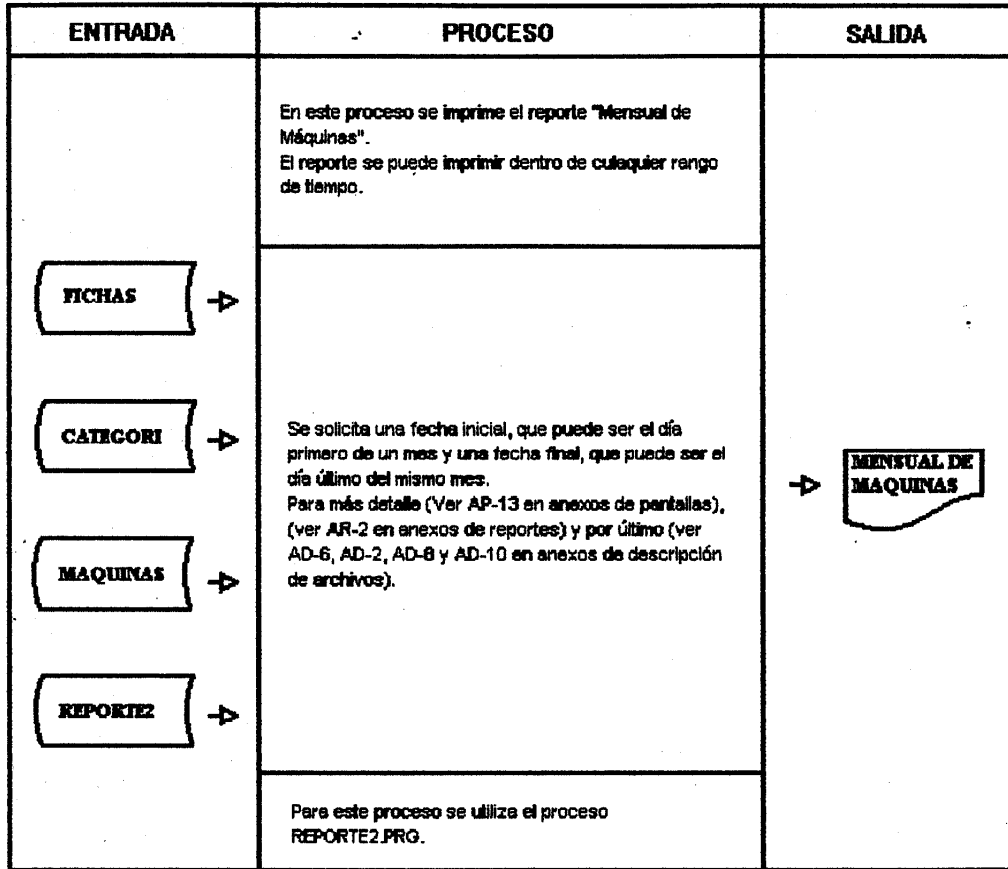 ENTRADA
PROCESO
SALIDA
En este proceso se imprime el reporte "Mensual de
Máquinas".
El reporte se puede imprimir dentro de culaquier rango
de tiempo.
FICHAS
CATEGORI
MAQUINAS
REPORTE2
Se solicita una fecha inicial, que puede ser el día
primero de un mes y una fecha final, que puede ser el
día último del mismo mes.
Para más detalle (Ver AP-13 en anexos de pantallas),
(ver AR-2 en anexos de reportes) y por último (ver
AD-6, AD-2, AD-8 y AD-10 en anexos de descripción
de archivos).
MENSUAL DE
MAQUINAS
Para este proceso se utiliza el proceso
REPORTE2.PRG.